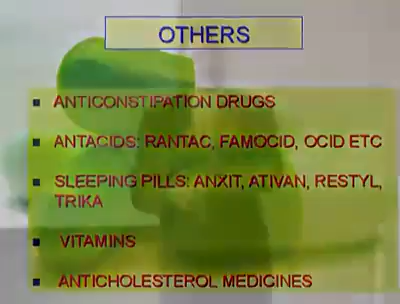 OTHERS
ANTICONSTIPATION DRUGS
ANTACIDS: RANTAC, FAMOCID, OCID ETC
SLEEPING PILLS: ANXIT, ATIVAN, RESTYL,
TRIKA
VITAMINS
ANTICHOLESTEROL MEDICINES